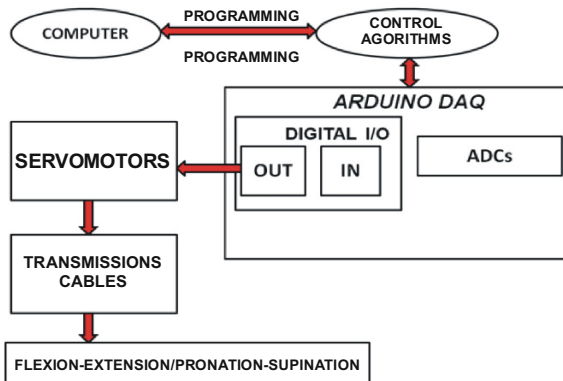 PROGRAMMING
COMPUTER
CONTROL
AGORITHMS
PROGRAMMING
ARDUINO DAQ
DIGITAL I/O
OUT
IN
ADCs
SERVOMOTORS
TRANSMISSIONS
CABLES
FLEXION-EXTENSION/PRONATION-SUPINATION